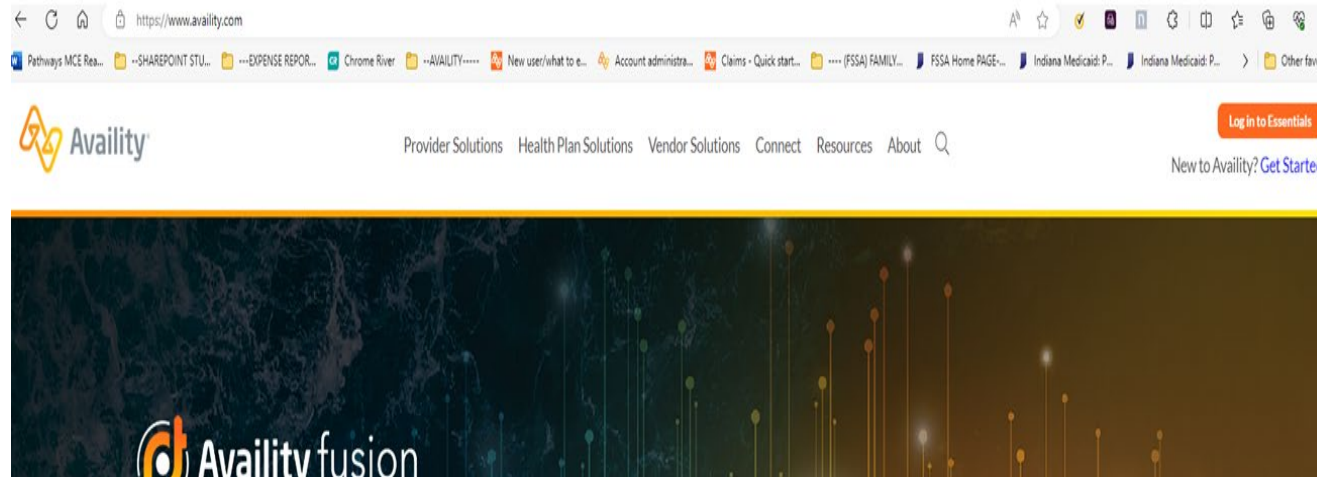 https://www.availity.com
Pathways MCE Rea... --SHAREPOINT STU... ---EXPENSE REPOR... Chrome River --AVAILITY----- New user/what to e... Account administra... Claims - Quick start... ---- (FSSA) FAMILY... FSSA Home PAGE-... Indiana Medicaid: P... Indiana Medicaid: P... Other fav
Availity
Provider Solutions Health Plan Solutions Vendor Solutions Connect Resources About
Log in to Essentials
New to Availity? Get Started
Availity fusion